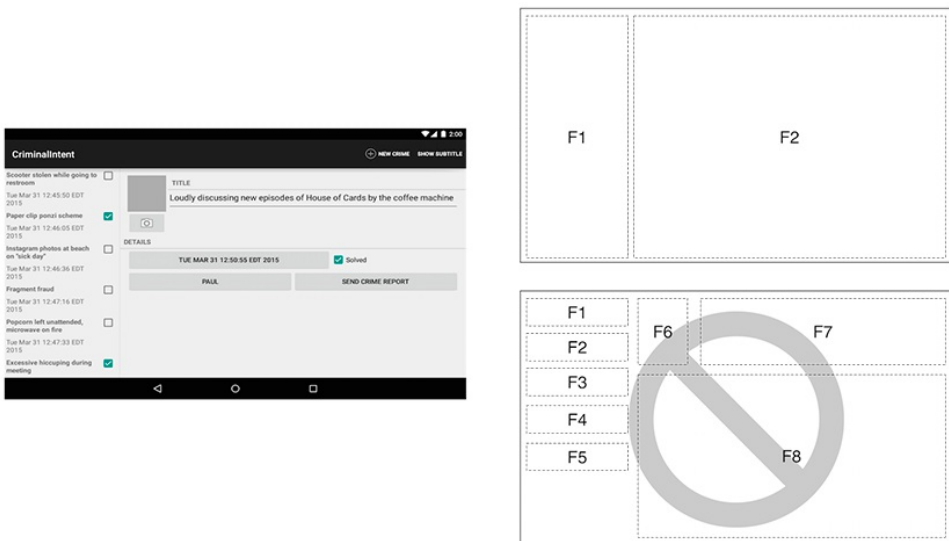 2:00
CriminalIntent
NEW CRIME SHOW SUBTITLE
Scooter stolen while going to
restroom
Tue Mar 31 12:45:50 EDT
2015
Paper clip ponzi scheme
Tue Mar 31 12:46:05 EDT
2015
Instagram photos at beach
on "sick day"
Tue Mar 31 12:46:36 EDT
2015
Fragment fraud
Tue Mar 31 12:47:16 EDT
2015
Popcorn left unattended,
microwave on fire
Tue Mar 31 12:47:33 EDT
2015
Excessive hiccuping during
meeting
TITLE
Loudly discussing new episodes of House of Cards by the coffee machine
DETAILS
TUE MAR 31 12:50:55 EDT 2015
Solved
PAUL
SEND CRIME REPORT
F1
F2
F1
F2
F3
F4
F5
F6
F7
F8